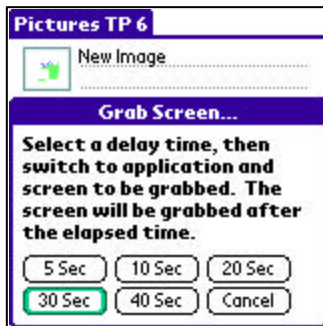 Pictures TP 6
New Image
Grab Screen...
Select a delay time, then
switch to application and
screen to be grabbed. The
screen will be grabbed after
the elapsed time.
5 Sec 10 Sec 20 Sec
30 Sec 40 Sec Cancel